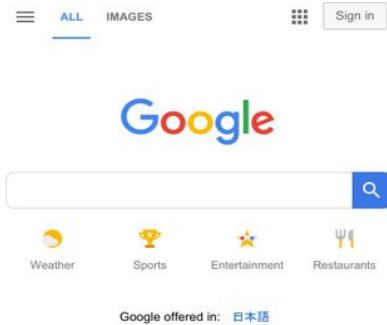 ALL IMAGES Sign in
Google
Weather Sports Entertainment Restaurants
Google offered in: 日本語